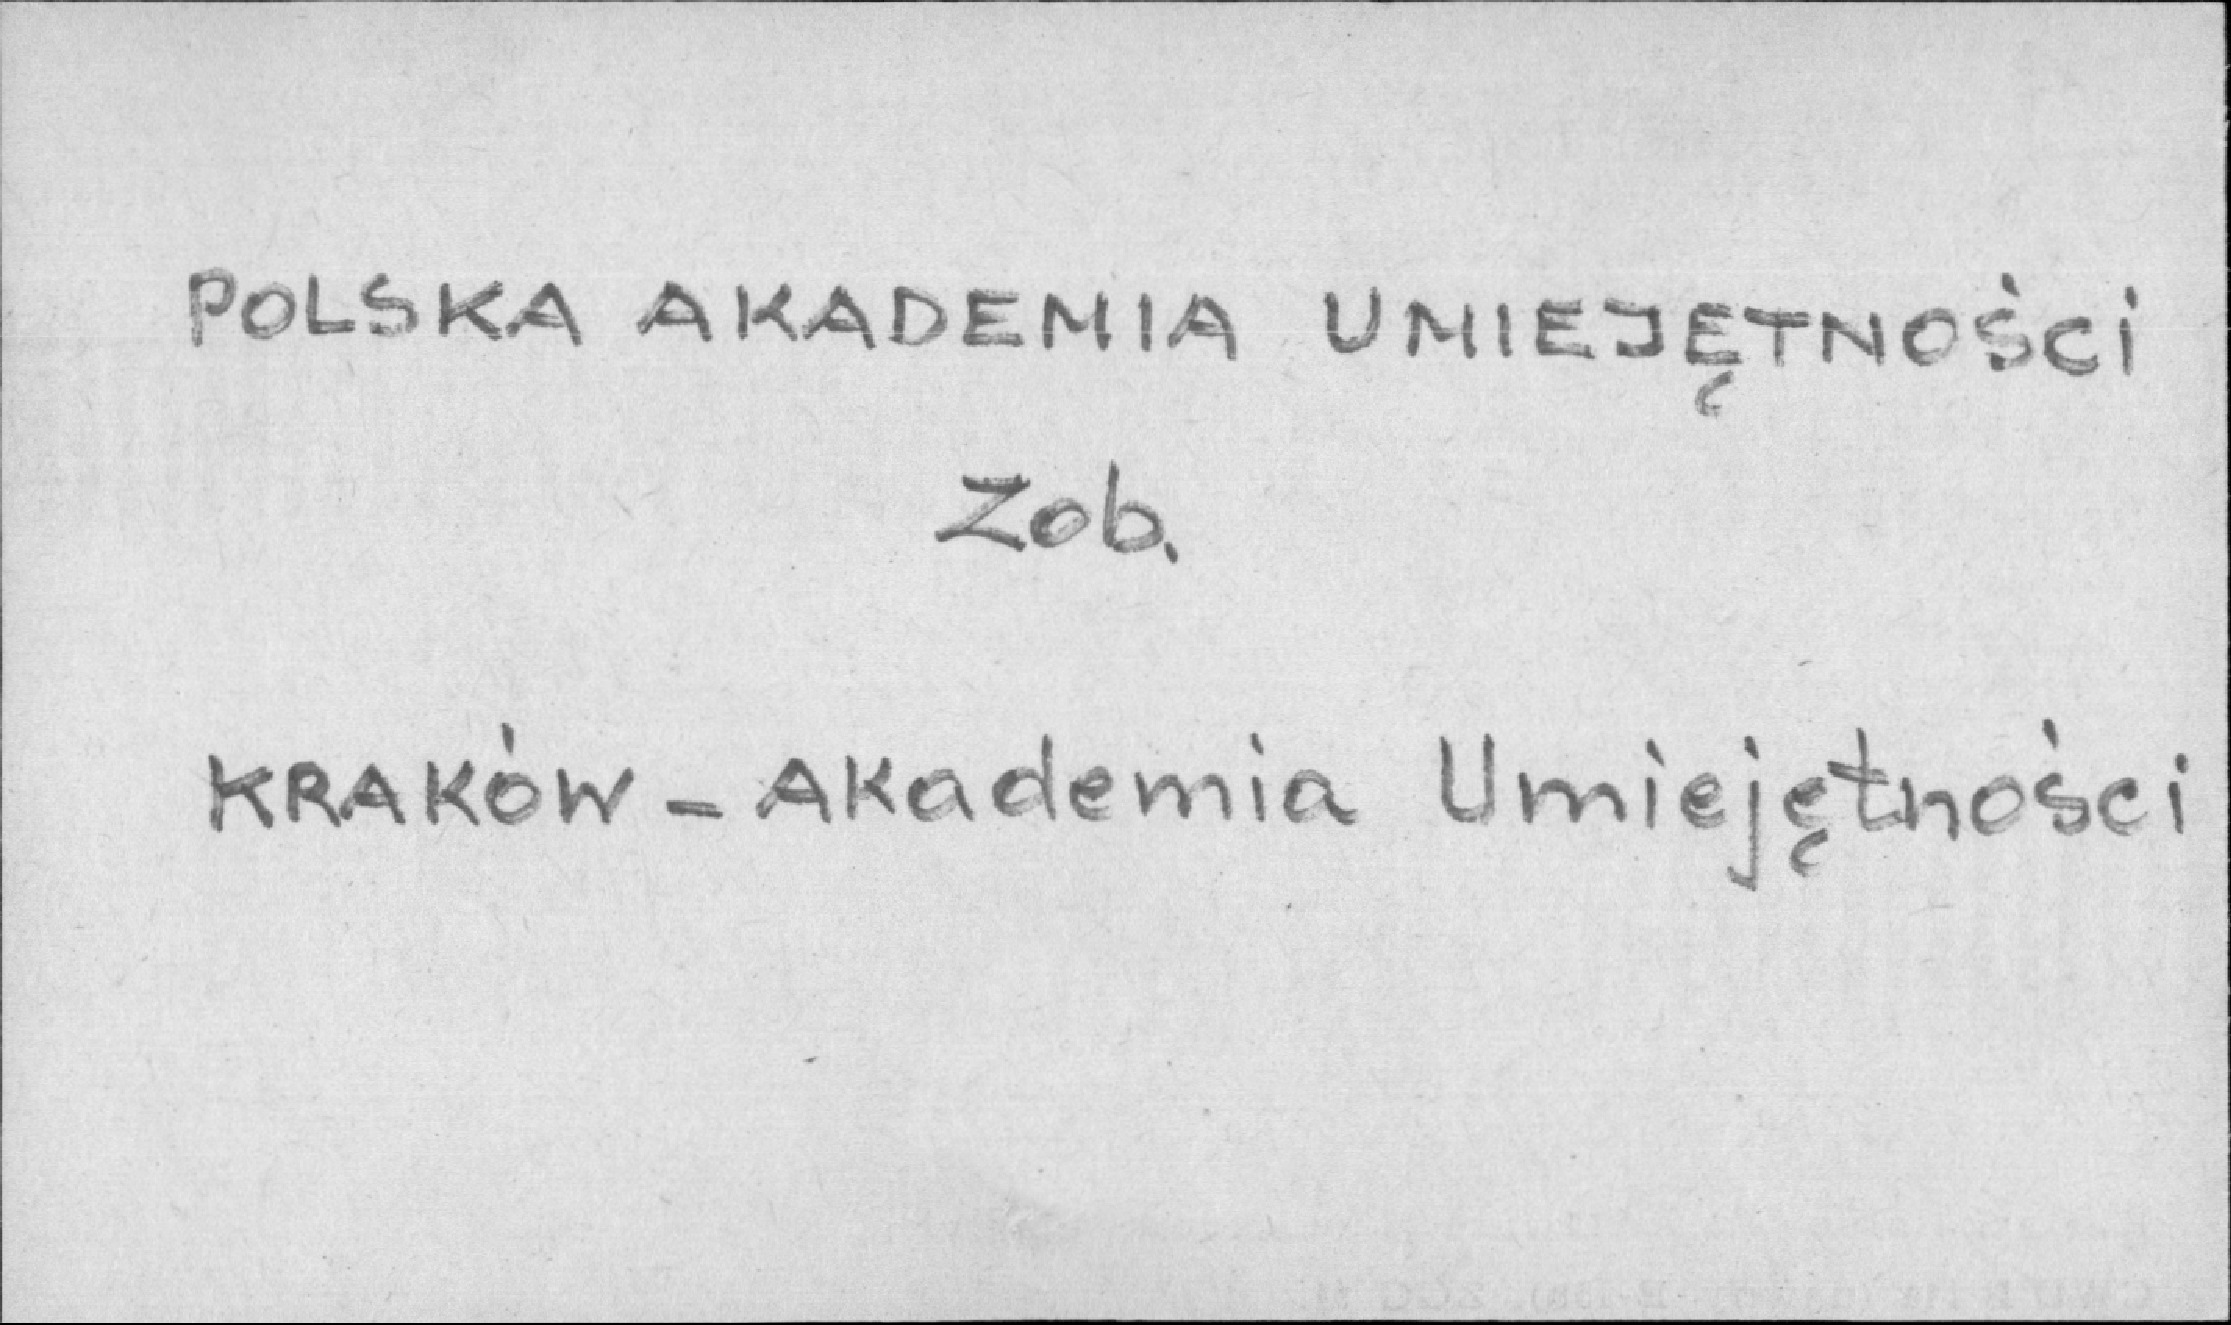 POLSKA AKADEMIA UMIEJĘTNOŚCI
Zob.
KRAKÓW - Akademia Umiejętności